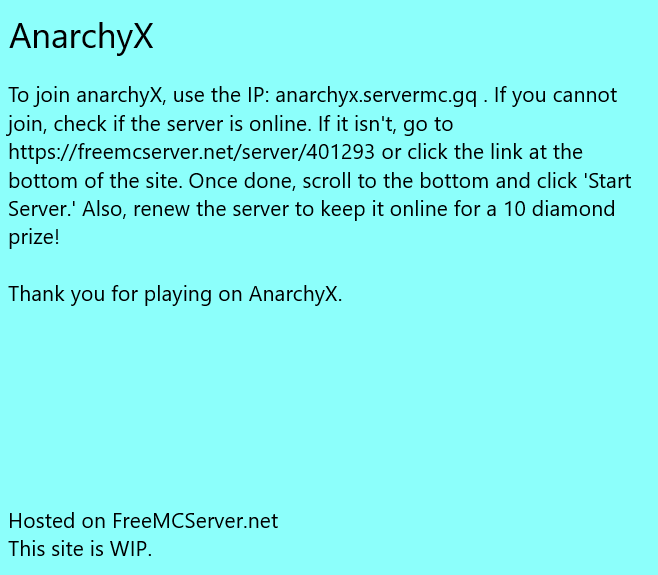 AnarchyX
To join anarchyX, use the IP: anarchyx.servermc.gq . If you cannot
join, check if the server is online. If it isn't, go to
https://freemcserver.net/server/401293 or click the link at the
bottom of the site. Once done, scroll to the bottom and click 'Start
Server.' Also, renew the server to keep it online for a 10 diamond
prize!
Thank you for playing on AnarchyX.
Hosted on FreeMCServer.net
This site is WIP.